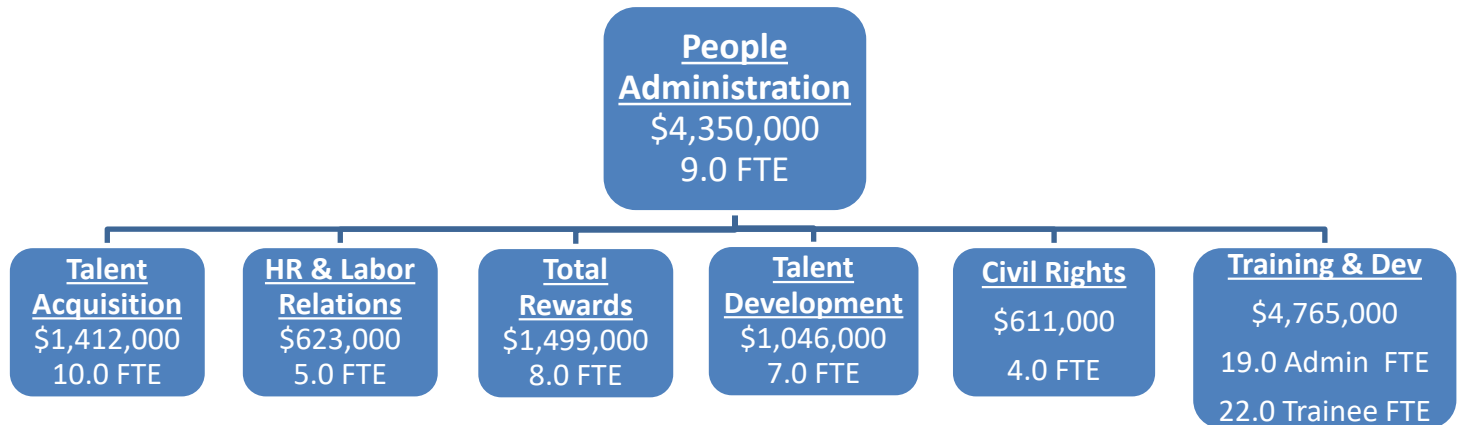 People
Administration
$4,350,000
9.0 FTE
Talent
Acquisition
$1,412,000
10.0 FTE
HR & Labor
Relations
$623,000
5.0 FTE
Total
Rewards
$1,499,000
8.0 FTE
Talent
Development
$1,046,000
7.0 FTE
Civil Rights
$611,000
4.0 FTE
Training & Dev
$4,765,000
19.0 Admin FTE
22.0 Trainee FTE